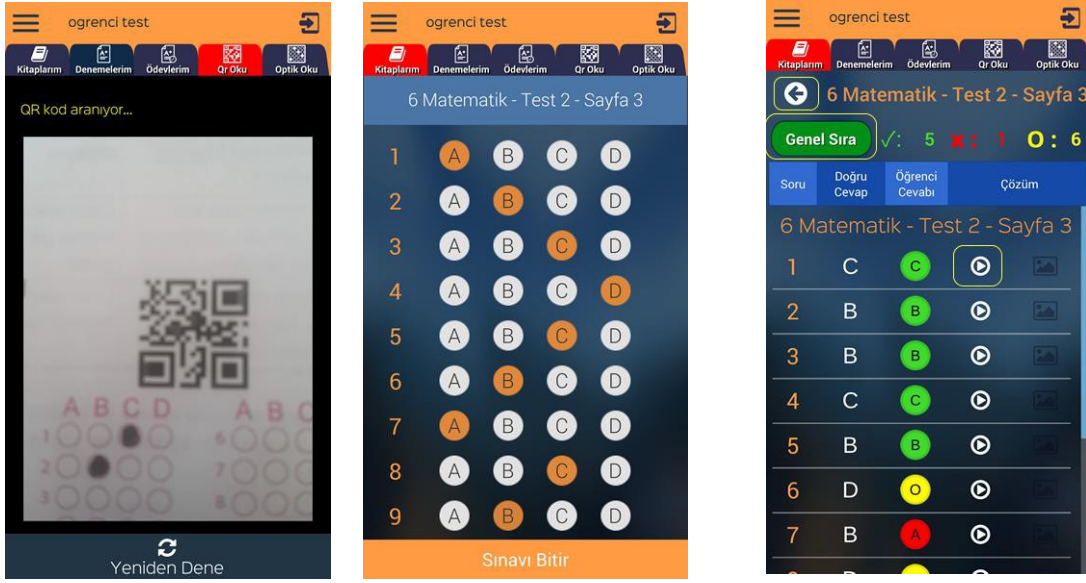 ogrenci test
Kitaplarım Denemelerim Ödevlerim Qr Oku Optik Oku
QR kod aranıyor...
A B C D A B C
1 6
2 7
3 8
Yeniden Dene
ogrenci test
Kitaplarım Denemelerim Ödevlerim Qr Oku Optik Oku
6 Matematik - Test 2 - Sayfa 3
1 A B C D
2 A B C D
3 A B C D
4 A B C D
5 A B C D
6 A B C D
7 A B C D
8 A B C D
9 A B C D
Sınavı Bitir
ogrenci test
Kitaplarım Denemelerim Ödevlerim Qr Oku Optik Oku
6 Matematik - Test 2 - Sayfa 3
Genel Sıra ✓: 5 ✖: 1 O: 6
Soru Doğru Cevap Öğrenci Cevabı Çözüm
6 Matematik - Test 2 - Sayfa 3
1 C C
2 B B
3 B B
4 C C
5 B B
6 D O
7 B A